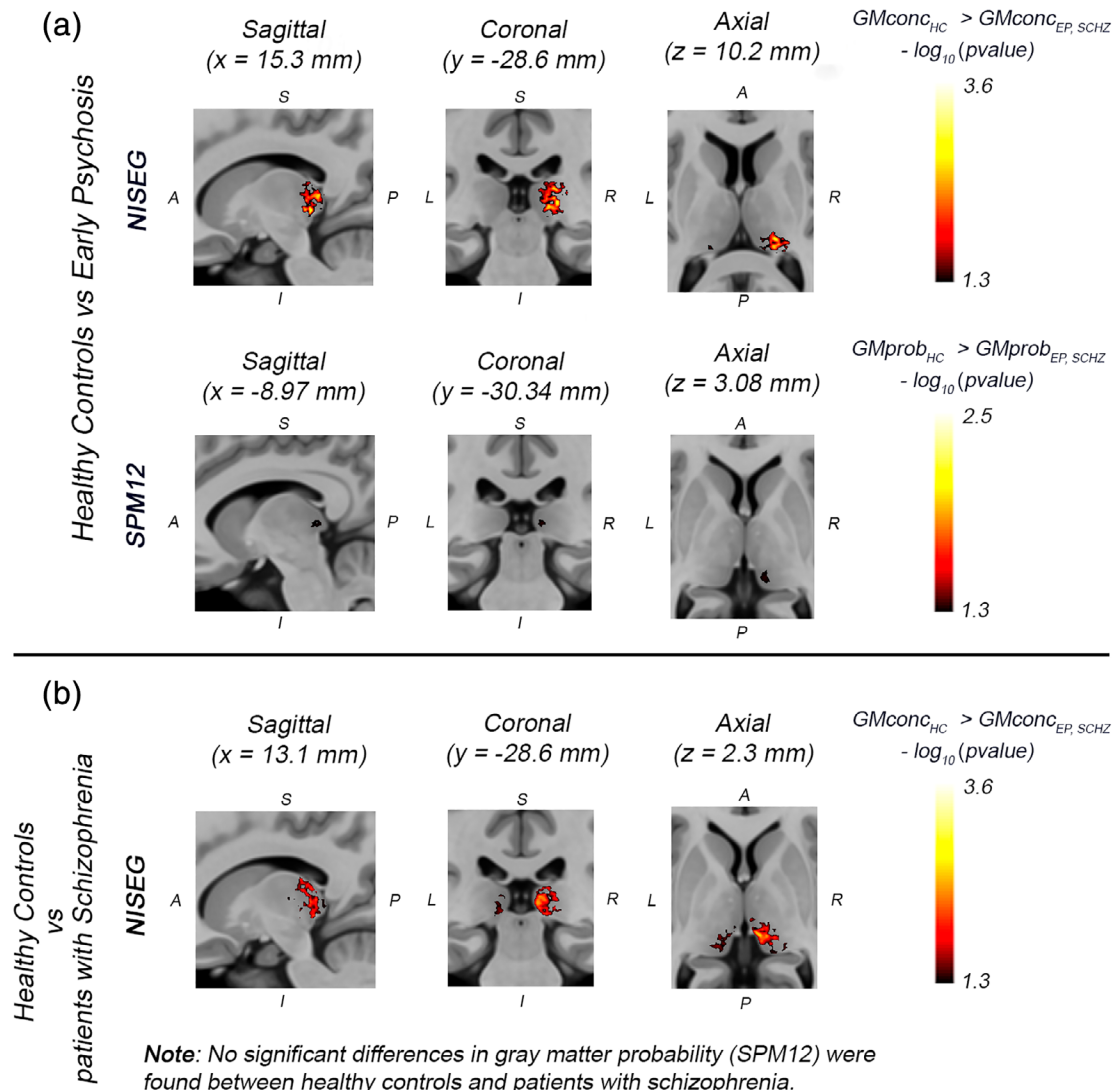 (a)
Healthy Controls vs Early Psychosis
NISEG
Sagittal
(x = 15.3 mm)
S
A
P
I
Coronal
(y = -28.6 mm)
S
L
R
I
Axial
(z = 10.2 mm)
A
L
R
P
GMconc_HC > GMconc_EP, SCHZ
- log_10 (pvalue)
3.6
1.3
SPM12
Sagittal
(x = -8.97 mm)
S
A
P
I
Coronal
(y = -30.34 mm)
S
L
R
I
Axial
(z = 3.08 mm)
A
L
R
P
GMprob_HC > GMprob_EP, SCHZ
- log_10 (pvalue)
2.5
1.3
(b)
Healthy Controls
vs
patients with Schizophrenia
NISEG
Sagittal
(x = 13.1 mm)
S
A
P
I
Coronal
(y = -28.6 mm)
S
L
R
I
Axial
(z = 2.3 mm)
A
L
R
P
GMconc_HC > GMconc_EP, SCHZ
- log_10 (pvalue)
3.6
1.3
Note: No significant differences in gray matter probability (SPM12) were
found between healthy controls and patients with schizophrenia.